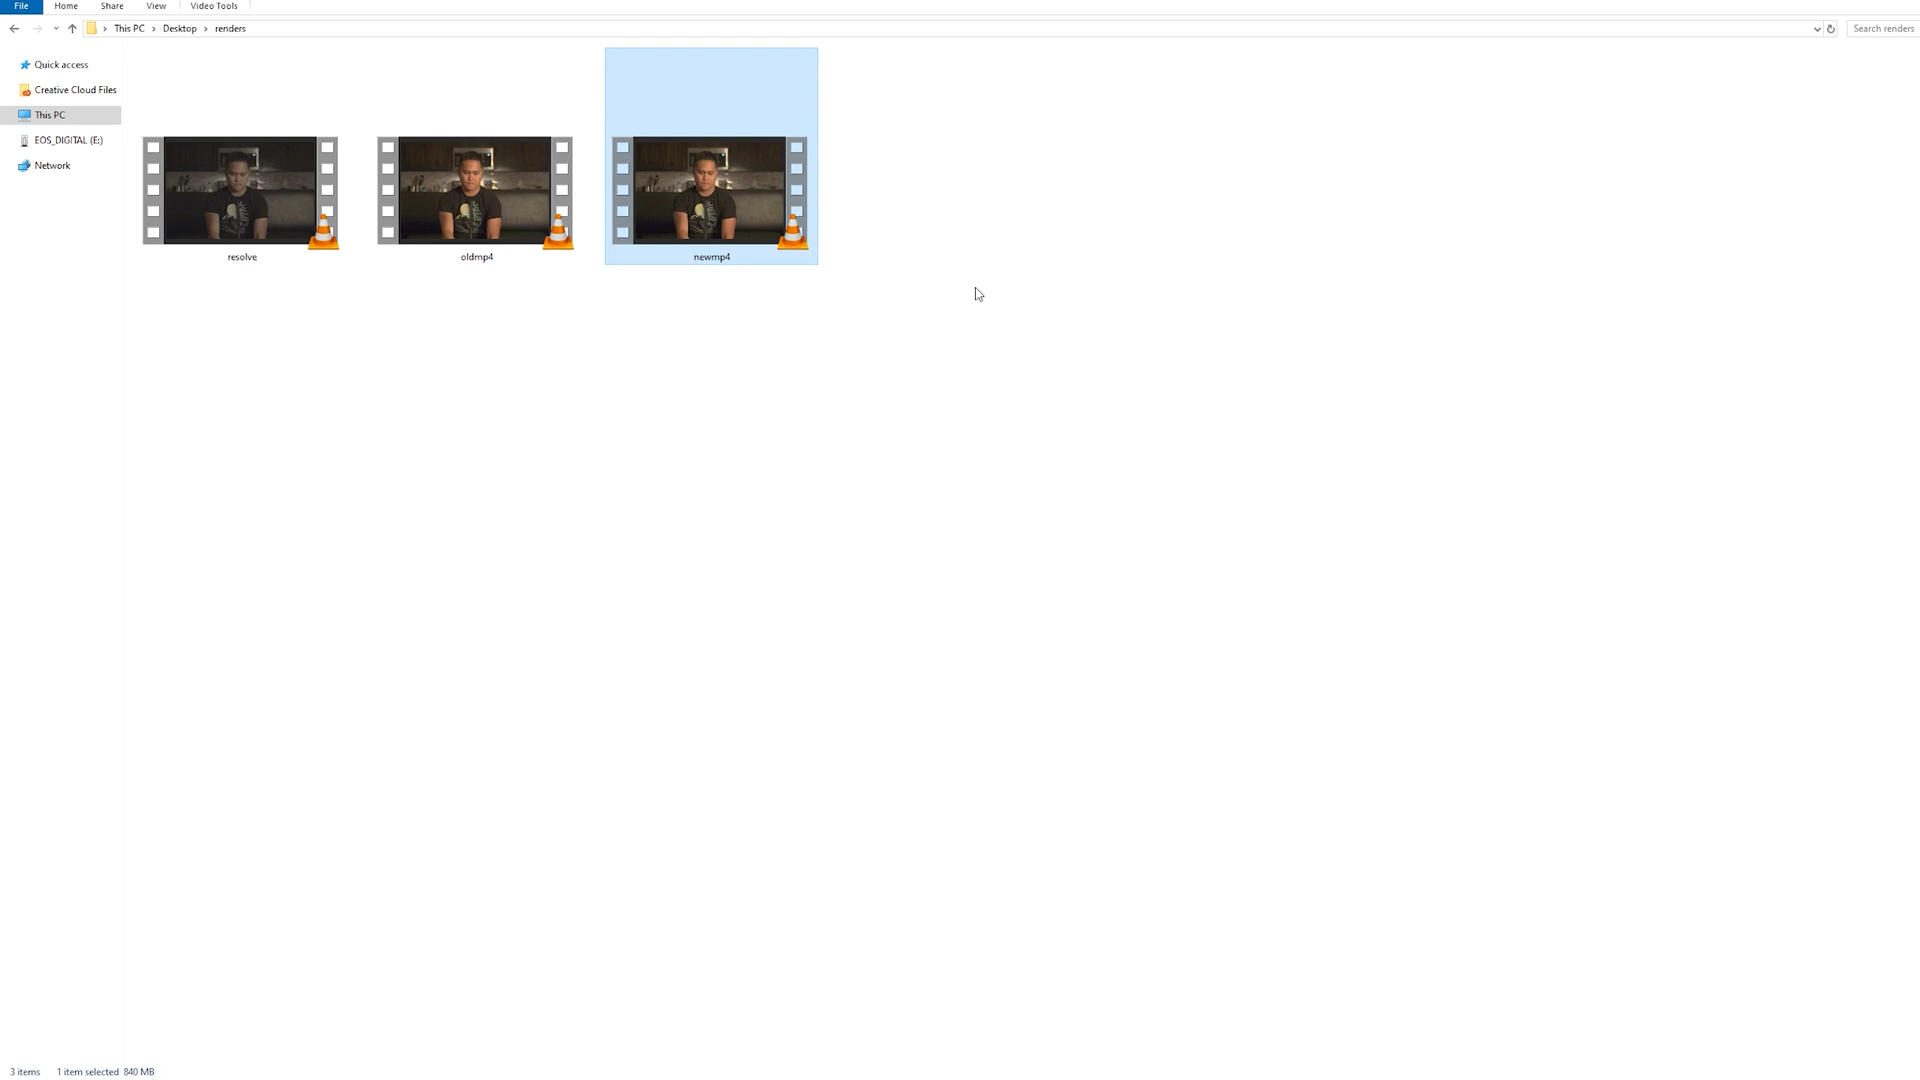 File Home Share View Video Tools
This PC Desktop renders Search renders
Quick access
Creative Cloud Files
This PC
EOS_DIGITAL (E:)
Network
resolve oldmp4 newmp4
3 items 1 item selected 840 MB